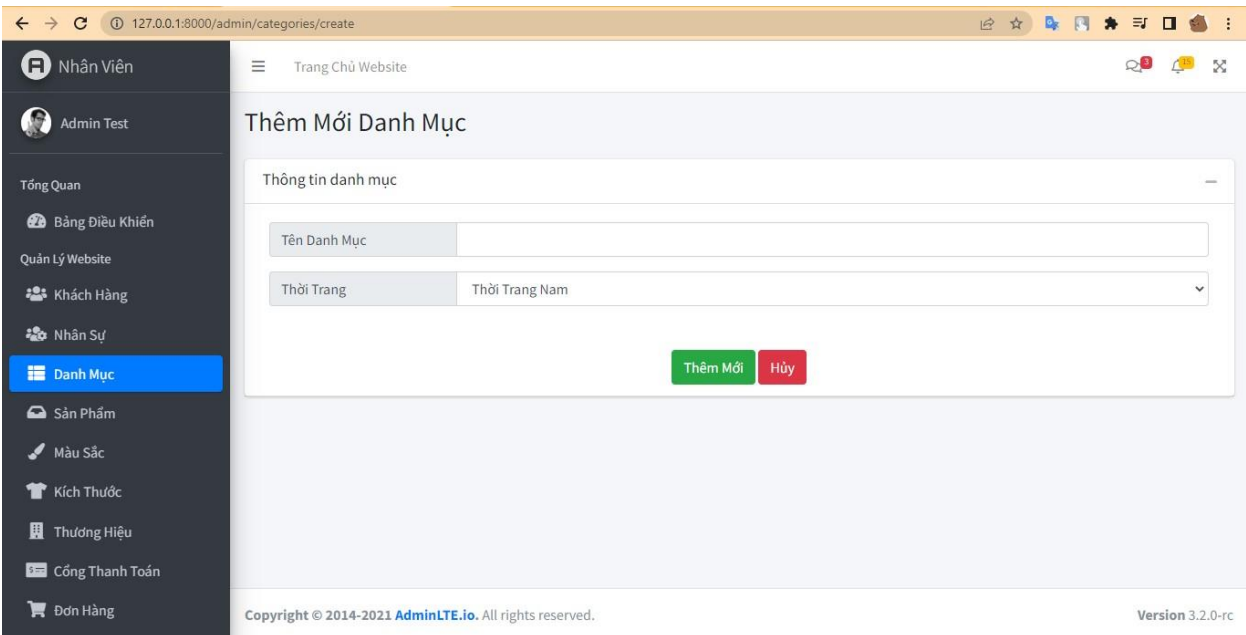 127.0.0.1:8000/admin/categories/create
Nhân Viên
Trang Chủ Website
3
15
Admin Test
Thêm Mới Danh Mục
Tổng Quan
Thông tin danh mục
Bảng Điều Khiển
Tên Danh Mục
Quản Lý Website
Khách Hàng
Thời Trang
Thời Trang Nam
Nhân Sự
Danh Mục
Thêm Mới
Hủy
Sản Phẩm
Màu Sắc
Kích Thước
Thương Hiệu
Cổng Thanh Toán
Đơn Hàng
Copyright © 2014-2021 AdminLTE.io. All rights reserved.
Version 3.2.0-rc